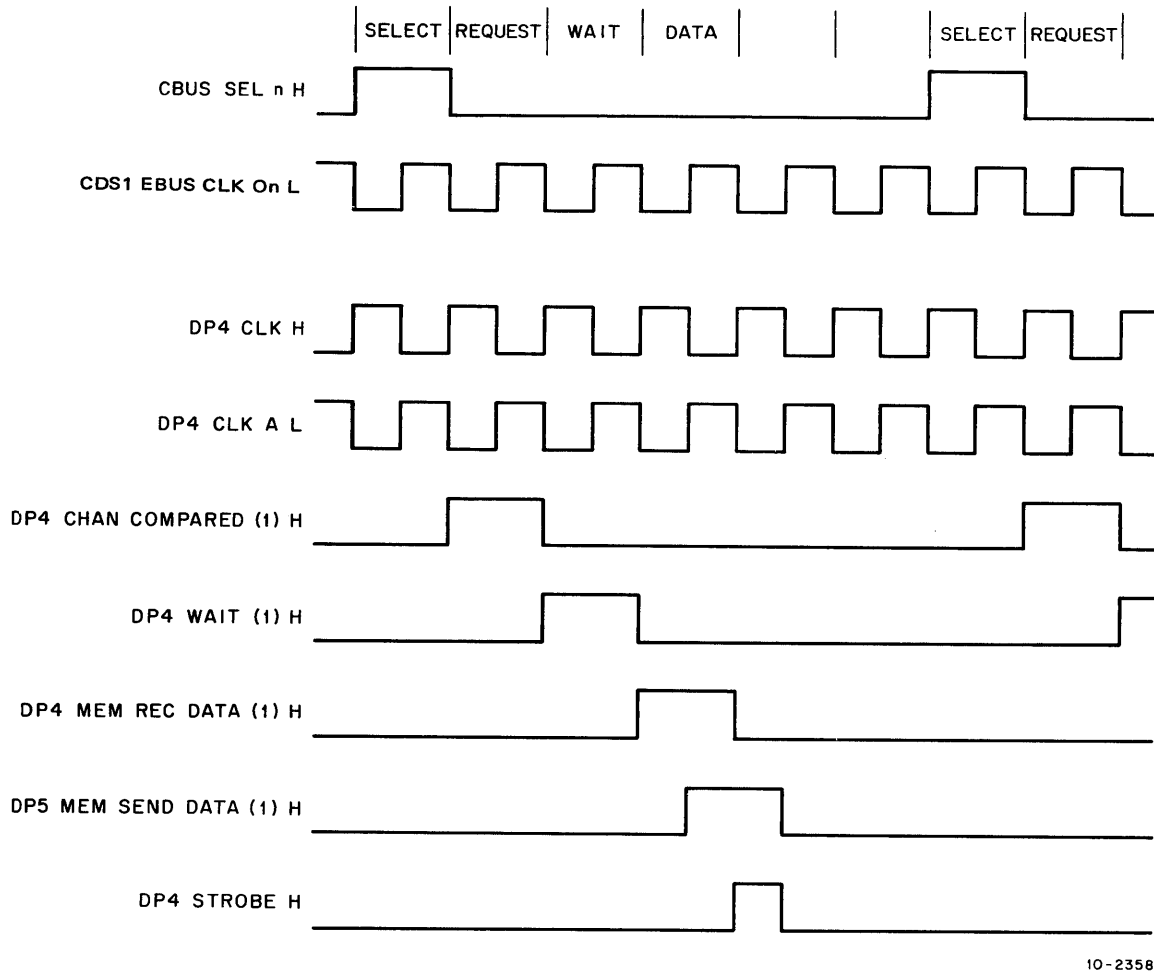 SELECT REQUEST WAIT DATA SELECT REQUEST
CBUS SEL n H
CDS1 EBUS CLK On L
DP4 CLK H
DP4 CLK A L
DP4 CHAN COMPARED (1) H
DP4 WAIT (1) H
DP4 MEM REC DATA (1) H
DP5 MEM SEND DATA (1) H
DP4 STROBE H
10-2358